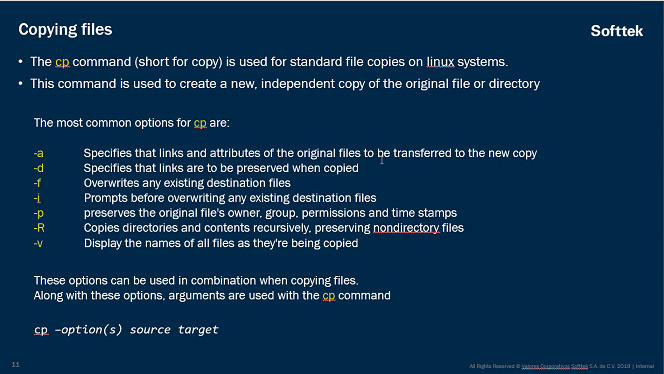 Copying files
Softtek
• The cp command (short for copy) is used for standard file copies on linux systems.
• This command is used to create a new, independent copy of the original file or directory
The most common options for cp are:
-a Specifies that links and attributes of the original files to be transferred to the new copy
-d Specifies that links are to be preserved when copied
-f Overwrites any existing destination files
-i Prompts before overwriting any existing destination files
-p preserves the original file's owner, group, permissions and time stamps
-R Copies directories and contents recursively, preserving nondirectory files
-v Display the names of all files as they're being copied
These options can be used in combination when copying files.
Along with these options, arguments are used with the cp command
cp –option(s) source target
11
All Rights Reserved © Valores Corporativos Softtek S.A. de C.V. 2019 | Internal